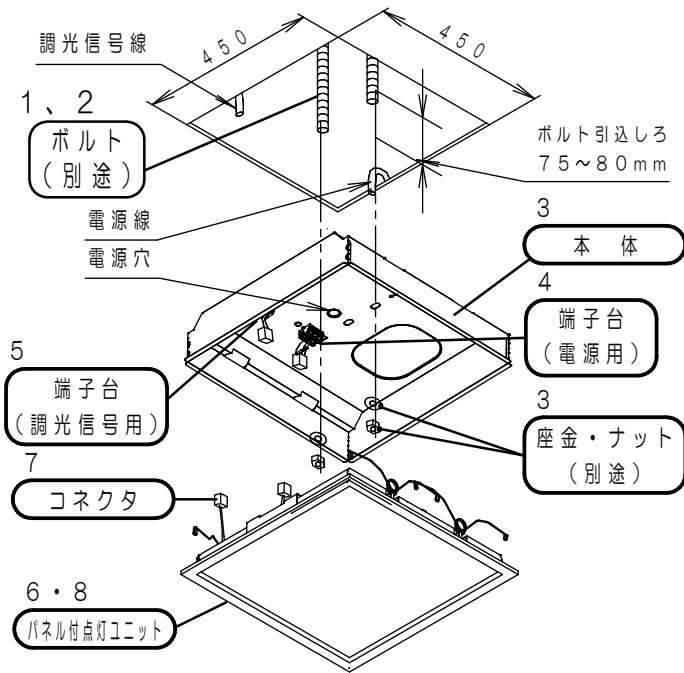 調光信号線
450
450
1、2
ボルト
(別途)
ボルト引込しろ
75~80mm
電源線
電源穴
3
本体
4
端子台
(電源用)
5
端子台
(調光信号用)
3
座金・ナット
(別途)
7
コネクタ
6・8
パネル付点灯ユニット